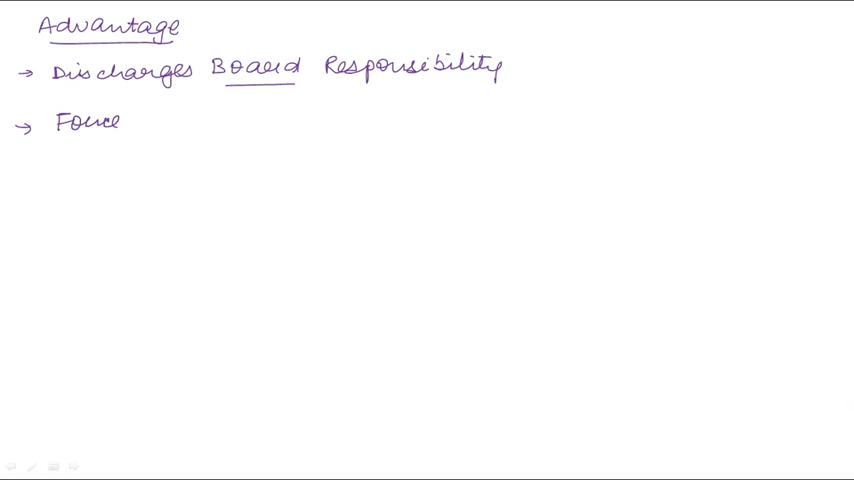 Advantage
→ Discharges Board Responsibility
→ Force